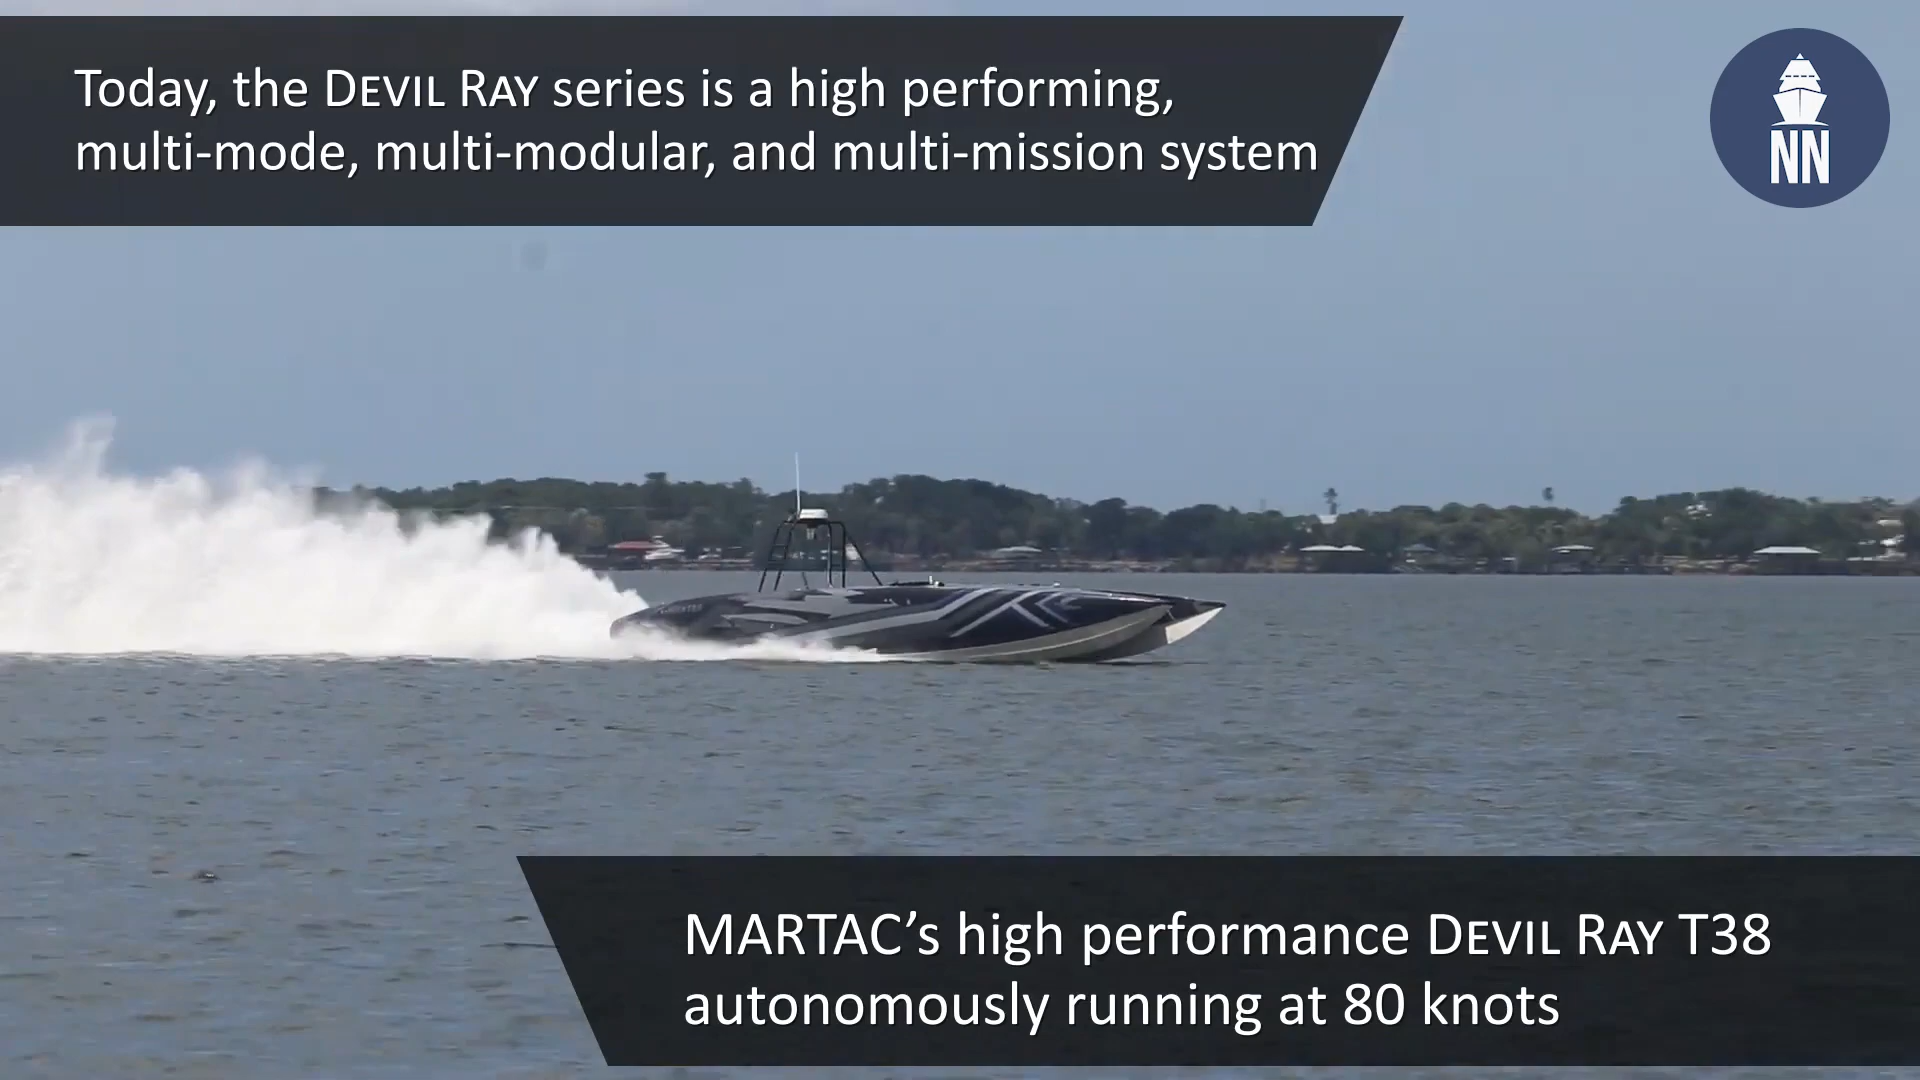 Today, the DEVIL RAY series is a high performing,
multi-mode, multi-modular, and multi-mission system
NN
MARTAC’s high performance DEVIL RAY T38
autonomously running at 80 knots